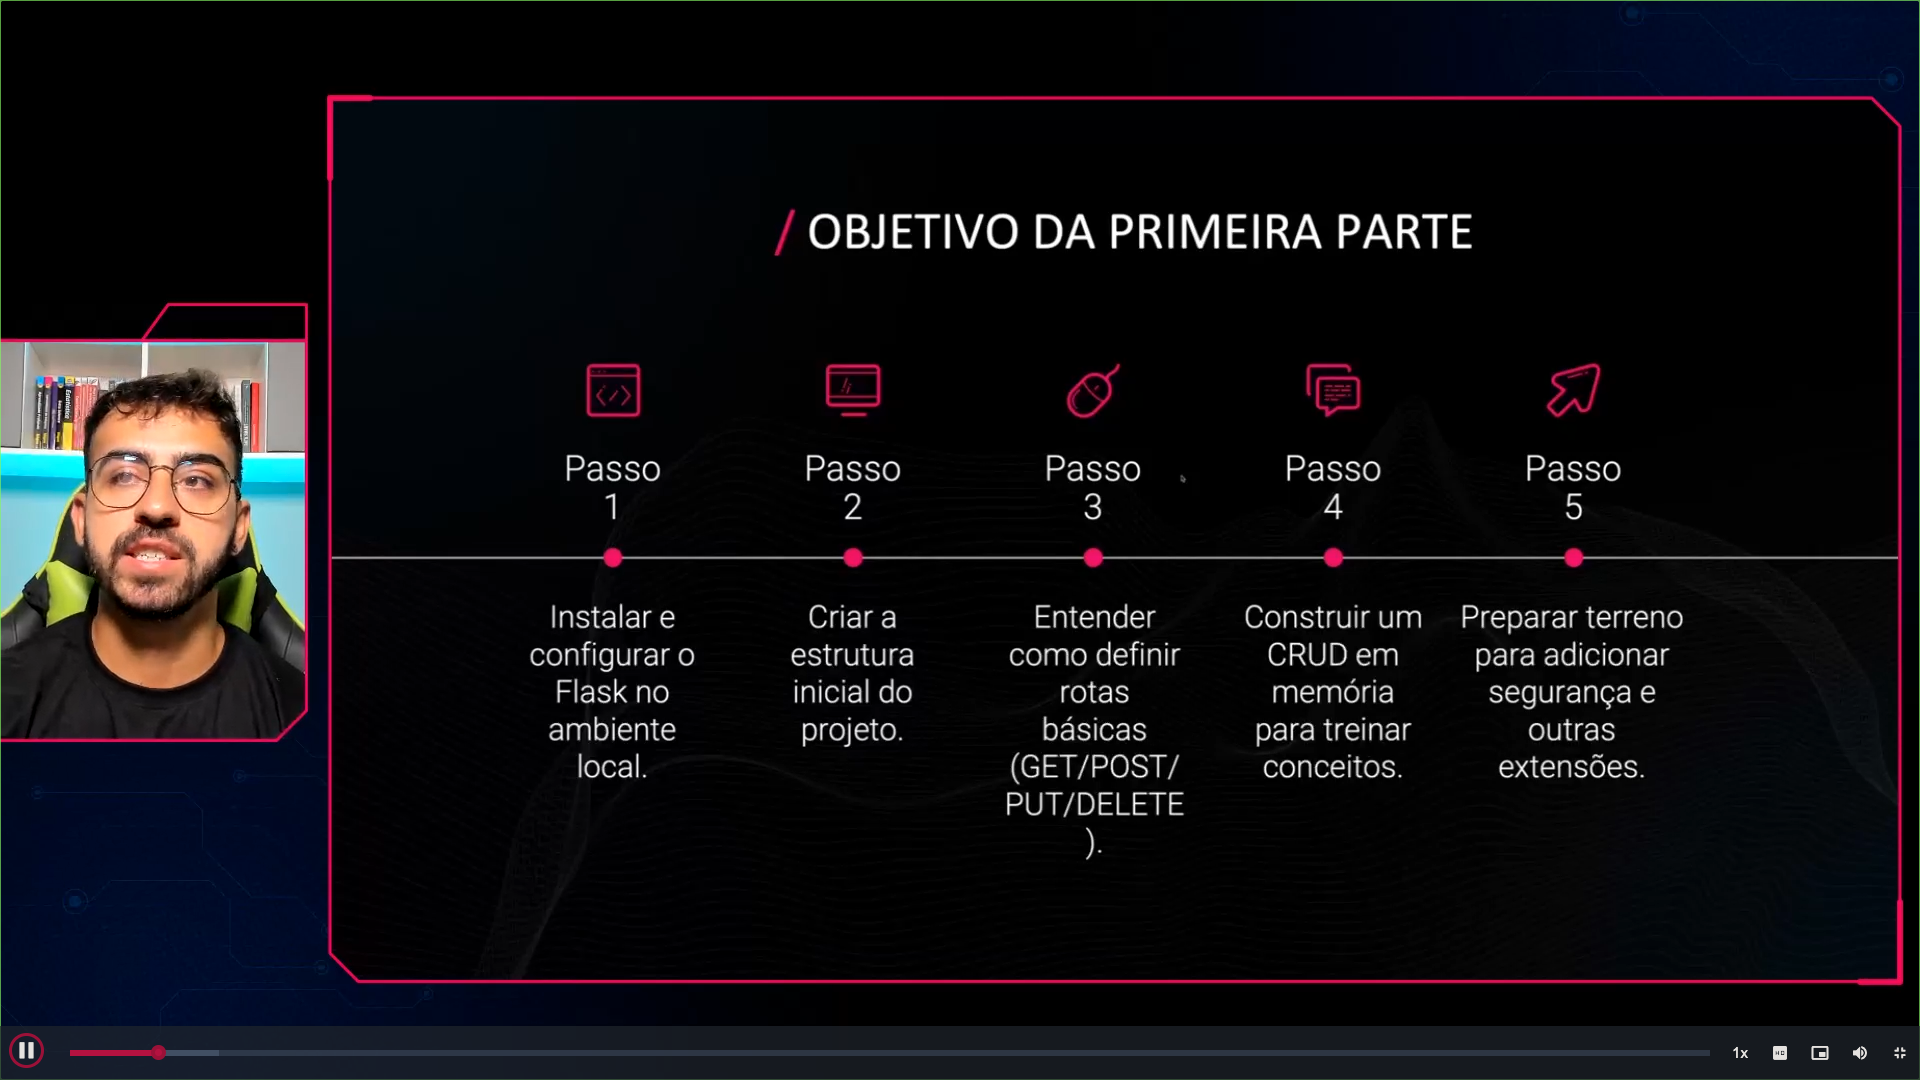 / OBJETIVO DA PRIMEIRA PARTE
Passo
1
Passo
2
Passo
3
Passo
4
Passo
5
Instalar e
configurar o
Flask no
ambiente
local.
Criar a
estrutura
inicial do
projeto.
Entender
como definir
rotas
básicas
(GET/POST/
PUT/DELETE
).
Construir um
CRUD em
memória
para treinar
conceitos.
Preparar terreno
para adicionar
segurança e
outras
extensões.
1x